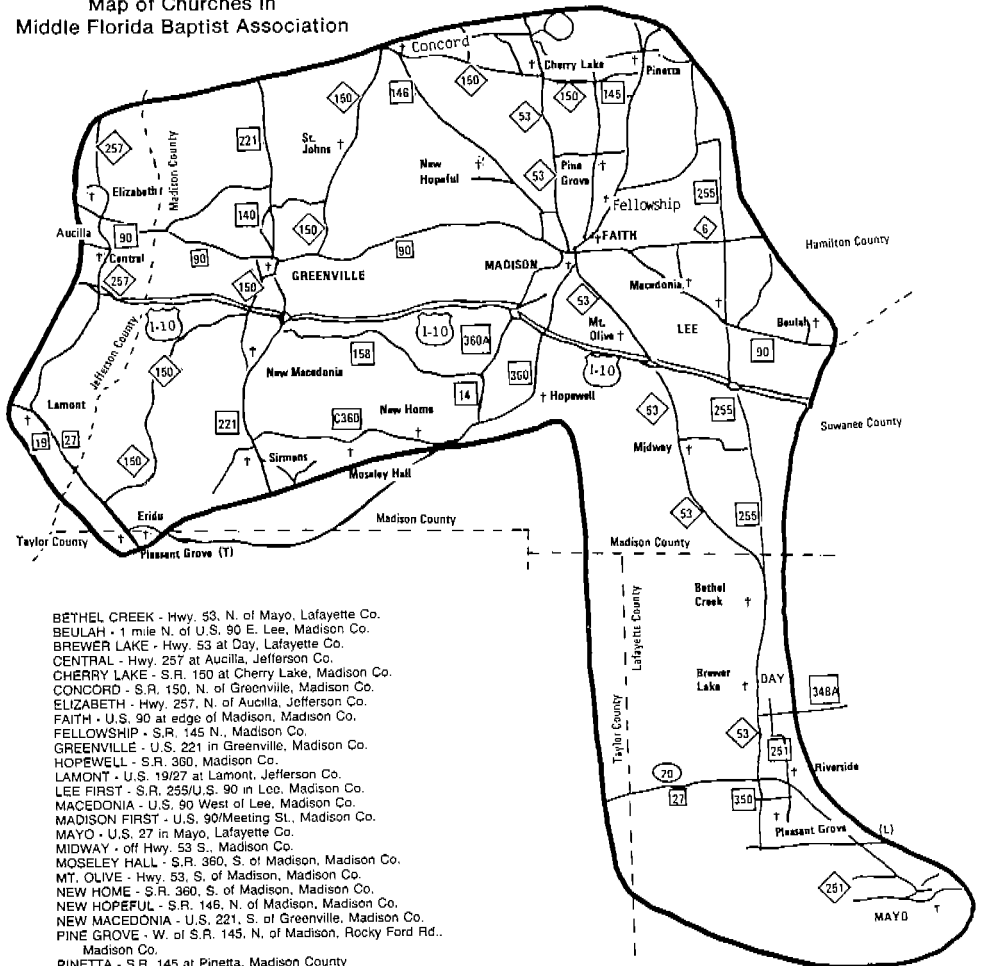 Map of Churches in
Middle Florida Baptist Association
Concord
Cherry Lake
Pinetta
150
146
150
150
145
53
257
221
St.
Johns
Madison County
New
Hopeful
53
Pine
Grove
255
Elizabeth
140
Fellowship
150
6
Aucilla
90
90
90
FAITH
Hamilton County
Central
GREENVILLE
MADISON
257
150
Macedonia
53
I-10
I-10
Mt.
Olive
LEE
Beulah
Jefferson County
360A
90
158
150
New Macedonia
360
I-10
14
Hopewell
Lamont
C360
New Home
53
255
Suwanee County
19
27
221
Midway
150
Sirmans
Moseley Hall
53
255
Eridu
Madison County
Taylor County
Pleasant Grove (T)
Madison County
Bethel
Creek
Lafayette County
Brewer
Lake
DAY
348A
Taylor County
53
251
20
Riverside
27
350
Pleasant Grove
(L)
251
MAYO
BETHEL CREEK - Hwy. 53, N. of Mayo, Lafayette Co.
BEULAH - 1 mile N. of U.S. 90 E. Lee, Madison Co.
BREWER LAKE - Hwy. 53 at Day, Lafayette Co.
CENTRAL - Hwy. 257 at Aucilla, Jefferson Co.
CHERRY LAKE - S.R. 150 at Cherry Lake, Madison Co.
CONCORD - S.R. 150, N. of Greenville, Madison Co.
ELIZABETH - Hwy. 257, N. of Aucilla, Jefferson Co.
FAITH - U.S. 90 at edge of Madison, Madison Co.
FELLOWSHIP - S.R. 145 N., Madison Co.
GREENVILLE - U.S. 221 in Greenville, Madison Co.
HOPEWELL - S.R. 360, Madison Co.
LAMONT - U.S. 19/27 at Lamont, Jefferson Co.
LEE FIRST - S.R. 255/U.S. 90 in Lee, Madison Co.
MACEDONIA - U.S. 90 West of Lee, Madison Co.
MADISON FIRST - U.S. 90/Meeting St., Madison Co.
MAYO - U.S. 27 in Mayo, Lafayette Co.
MIDWAY - off Hwy. 53 S., Madison Co.
MOSELEY HALL - S.R. 360, S. of Madison, Madison Co.
MT. OLIVE - Hwy. 53, S. of Madison, Madison Co.
NEW HOME - S.R. 360, S. of Madison, Madison Co.
NEW HOPEFUL - S.R. 146, N. of Madison, Madison Co.
NEW MACEDONIA - U.S. 221, S. of Greenville, Madison Co.
PINE GROVE - W. of S.R. 145, N. of Madison, Rocky Ford Rd..
Madison Co.
PINETTA - S.R. 145 at Pinetta, Madison County